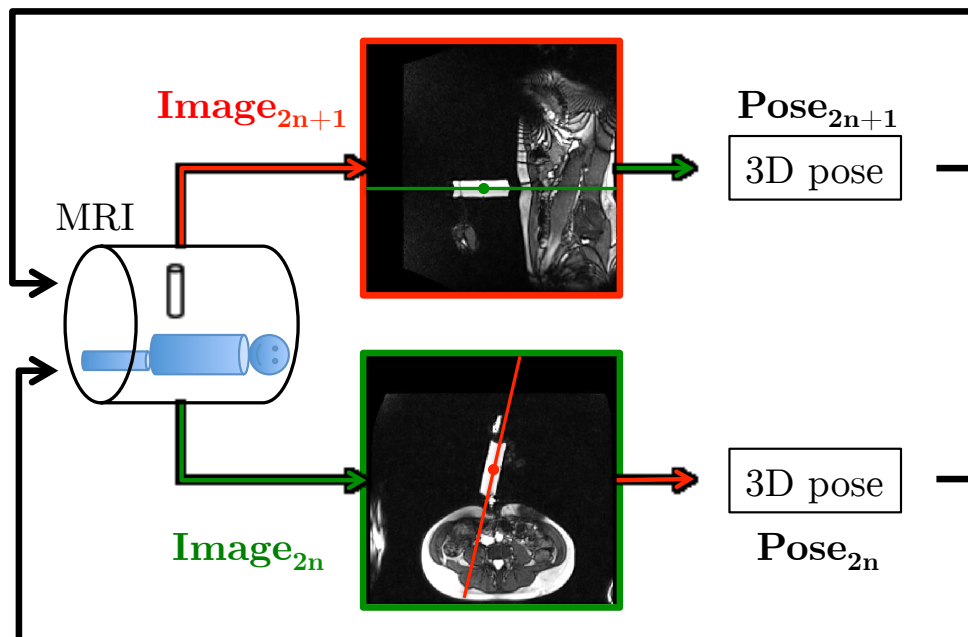 Image₂ₙ₊₁
Pose₂ₙ₊₁
3D pose
MRI
3D pose
Image₂ₙ
Pose₂ₙ